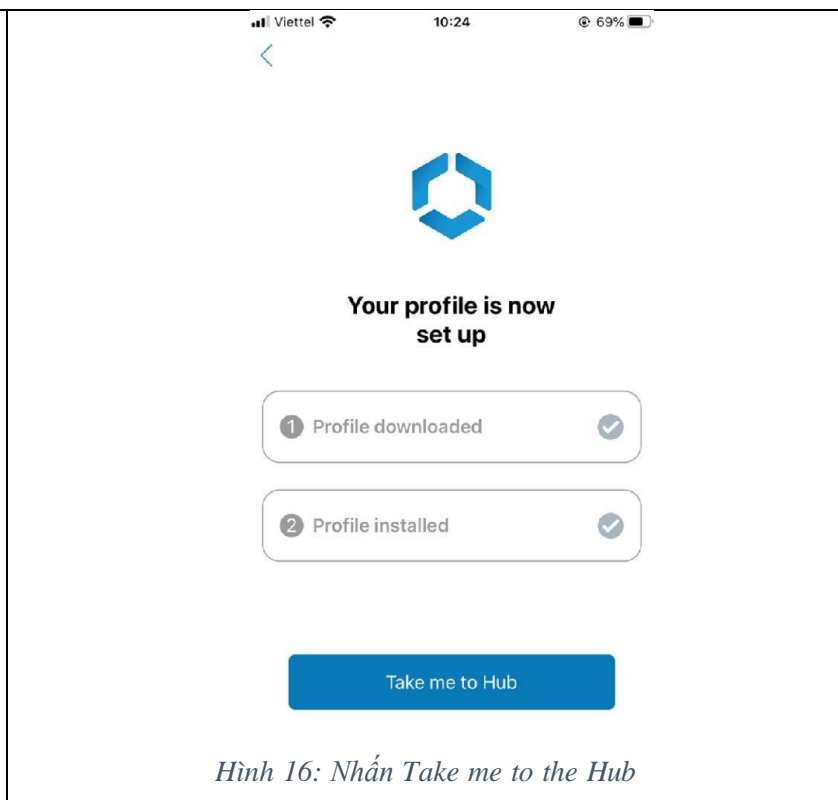 Viettel 10:24 69%
Your profile is now
set up
1 Profile downloaded
2 Profile installed
Take me to Hub
Hình 16: Nhấn Take me to the Hub